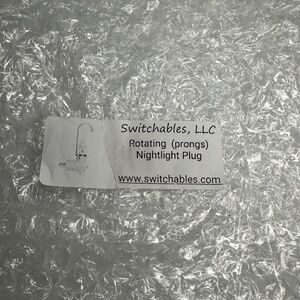 Switchables, LLC
Rotating (prongs)
Nightlight Plug
www.switchables.com